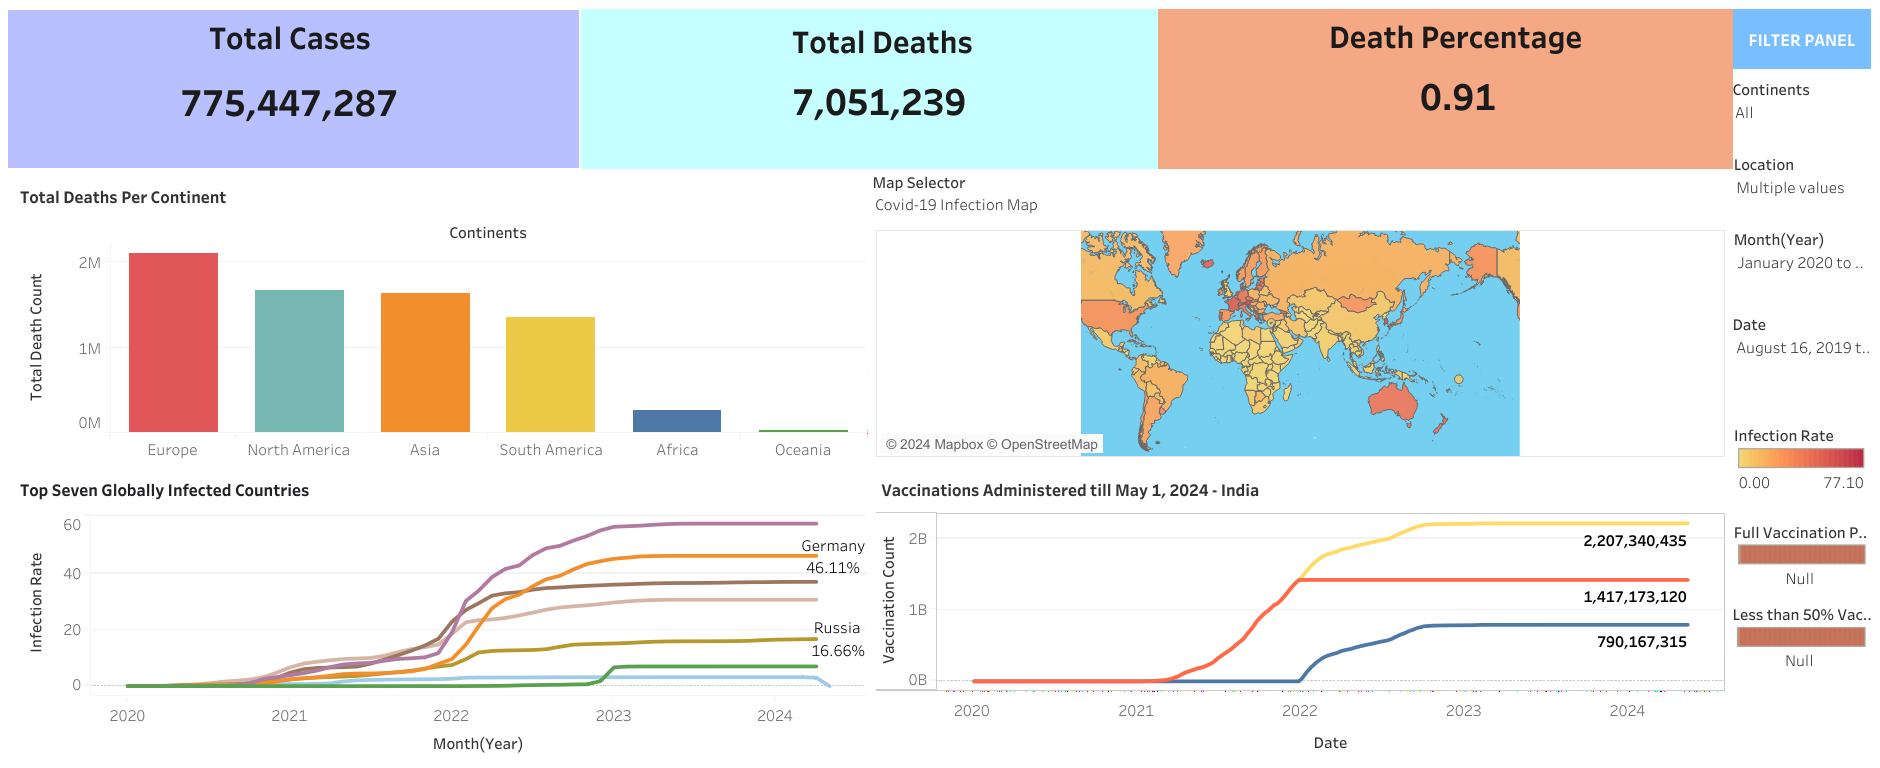 Total Cases
775,447,287
Total Deaths
7,051,239
Death Percentage
0.91
FILTER PANEL
Continents
All
Location
Multiple values
Month(Year)
January 2020 to ..
Date
August 16, 2019 t..
Infection Rate
0.00 77.10
Full Vaccination P..
Null
Less than 50% Vac..
Null
Total Deaths Per Continent
Continents
Total Death Count
2M
1M
0M
Europe North America Asia South America Africa Oceania
Map Selector
Covid-19 Infection Map
© 2024 Mapbox © OpenStreetMap
Top Seven Globally Infected Countries
Infection Rate
60
40
20
0
Germany
46.11%
Russia
16.66%
2020 2021 2022 2023 2024
Month(Year)
Vaccinations Administered till May 1, 2024 - India
Vaccination Count
2B
1B
0B
2,207,340,435
1,417,173,120
790,167,315
2020 2021 2022 2023 2024
Date